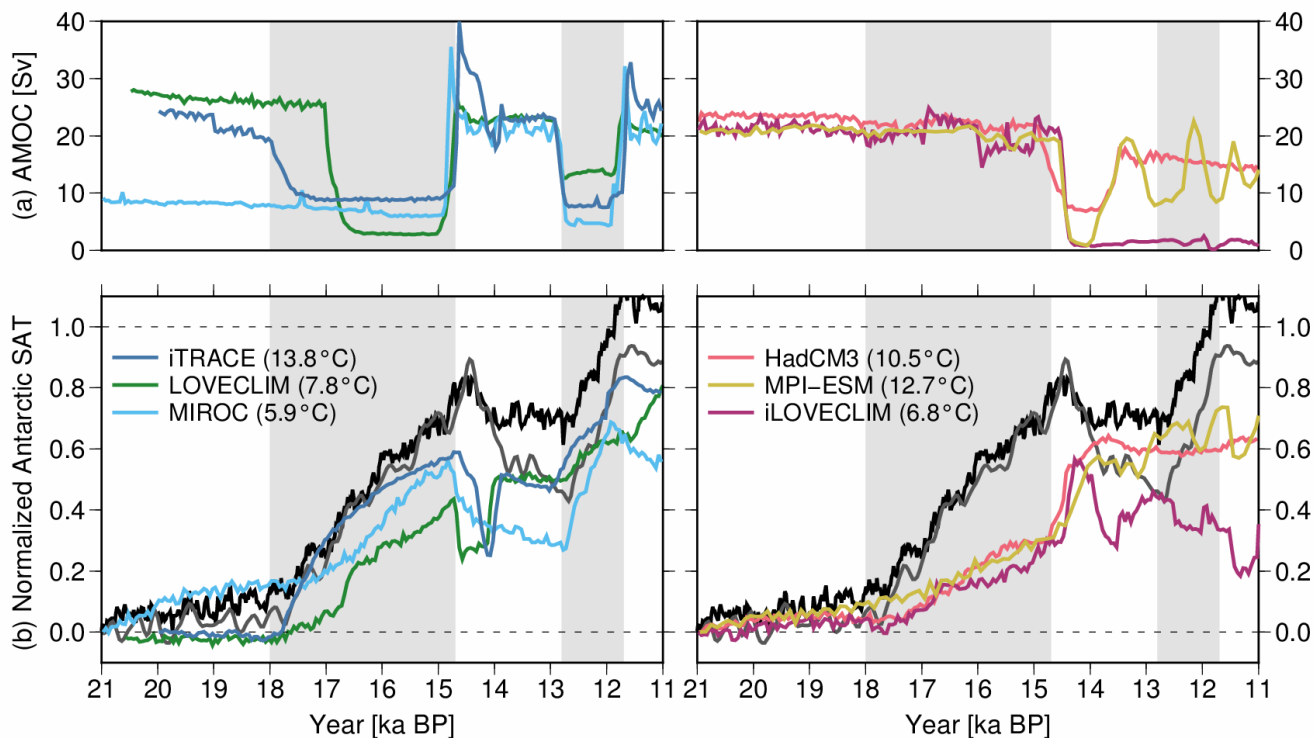 (a) AMOC [Sv]
40
30
20
10
0
40
30
20
10
0
(b) Normalized Antarctic SAT
1.0
0.8
0.6
0.4
0.2
0.0
iTRACE (13.8°C)
LOVECLIM (7.8°C)
MIROC (5.9°C)
HadCM3 (10.5°C)
MPI–ESM (12.7°C)
iLOVECLIM (6.8°C)
1.0
0.8
0.6
0.4
0.2
0.0
21 20 19 18 17 16 15 14 13 12 11
21 20 19 18 17 16 15 14 13 12 11
Year [ka BP]
Year [ka BP]